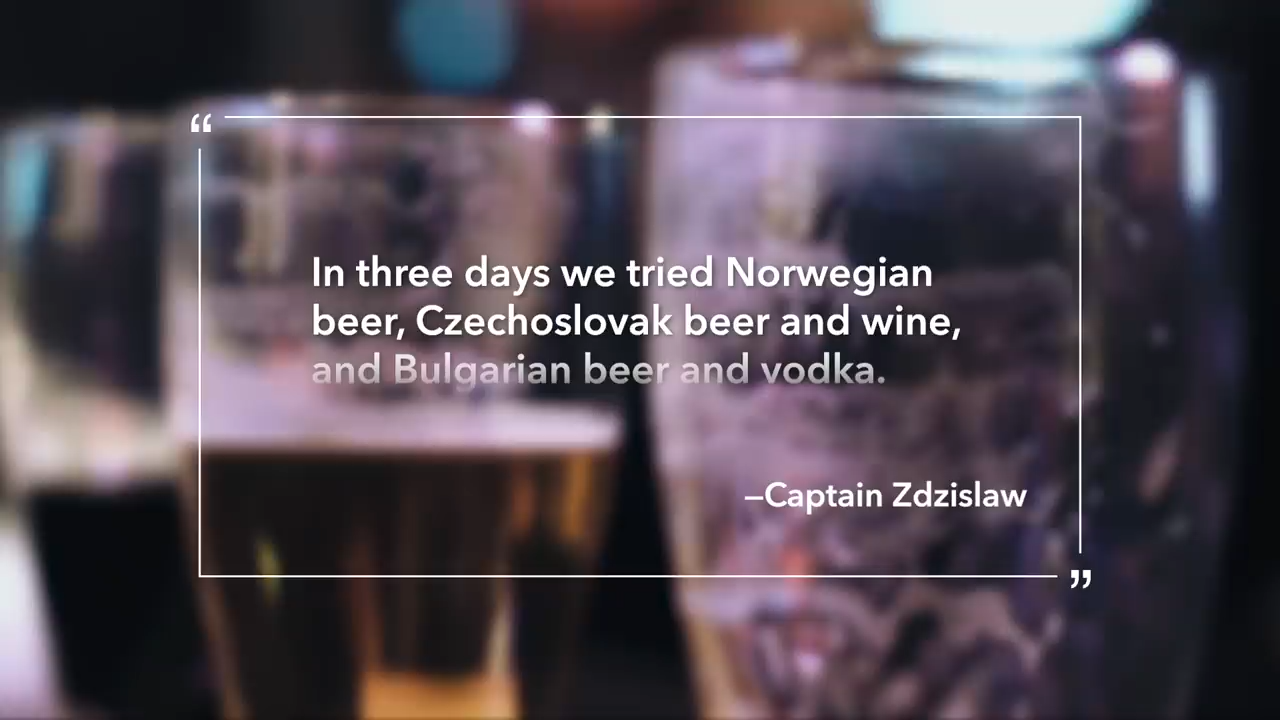 “
In three days we tried Norwegian
beer, Czechoslovak beer and wine,
and Bulgarian beer and vodka.
–Captain Zdzislaw
”